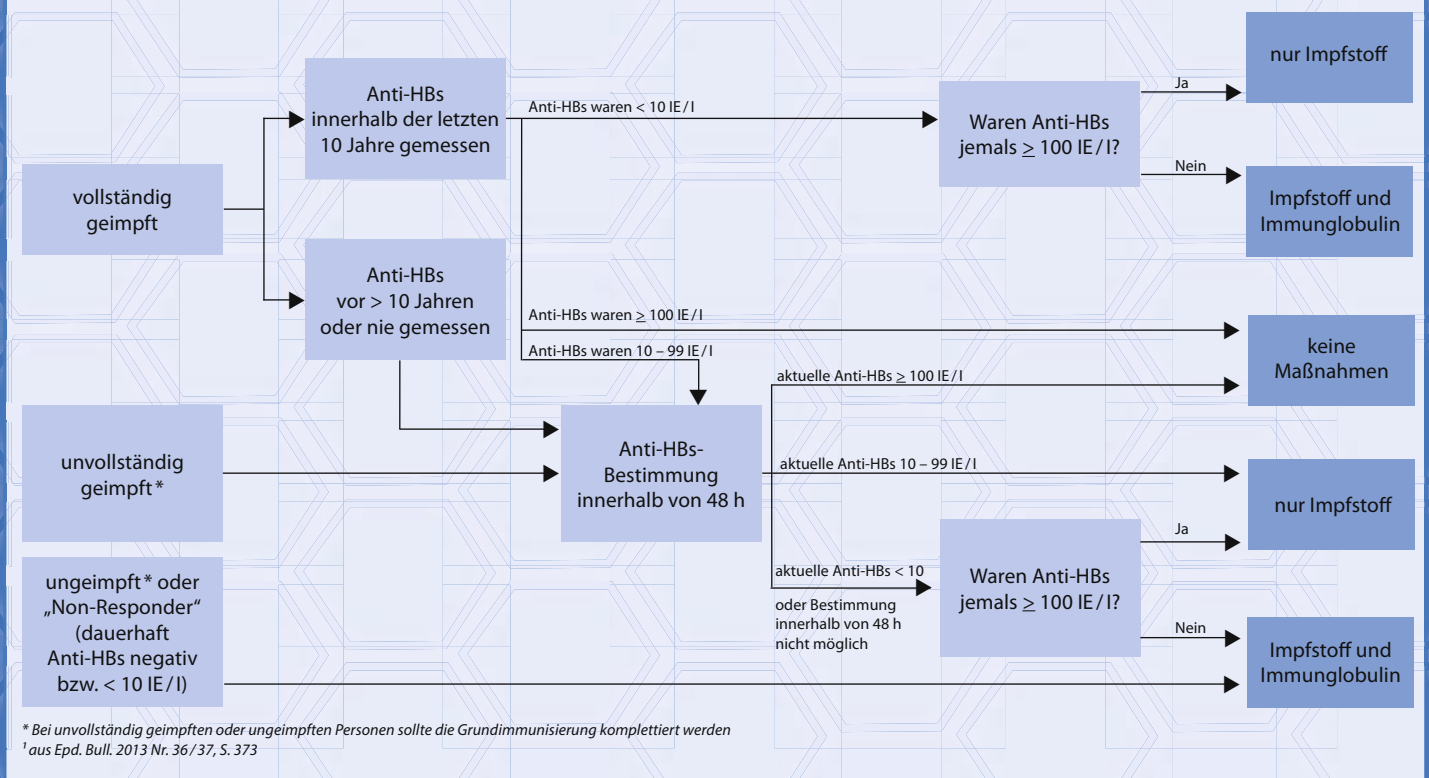 nur Impfstoff
Anti-HBs
innerhalb der letzten
10 Jahre gemessen
Anti-HBs waren < 10 IE/l
Waren Anti-HBs
jemals ≥ 100 IE/l?
Ja
Nein
vollständig
geimpft
Impfstoff und
Immunglobulin
Anti-HBs
vor > 10 Jahren
oder nie gemessen
Anti-HBs waren ≥ 100 IE/l
Anti-HBs waren 10 – 99 IE/l
keine
Maßnahmen
aktuelle Anti-HBs ≥ 100 IE/l
unvollständig
geimpft*
Anti-HBs-
Bestimmung
innerhalb von 48 h
aktuelle Anti-HBs 10 – 99 IE/l
nur Impfstoff
ungeimpft* oder
„Non-Responder“
(dauerhaft
Anti-HBs negativ
bzw. < 10 IE/l)
aktuelle Anti-HBs < 10
oder Bestimmung
innerhalb von 48 h
nicht möglich
Waren Anti-HBs
jemals ≥ 100 IE/l?
Ja
Nein
Impfstoff und
Immunglobulin
* Bei unvollständig geimpften oder ungeimpften Personen sollte die Grundimmunisierung komplettiert werden
¹ aus Epd. Bull. 2013 Nr. 36/37, S. 373